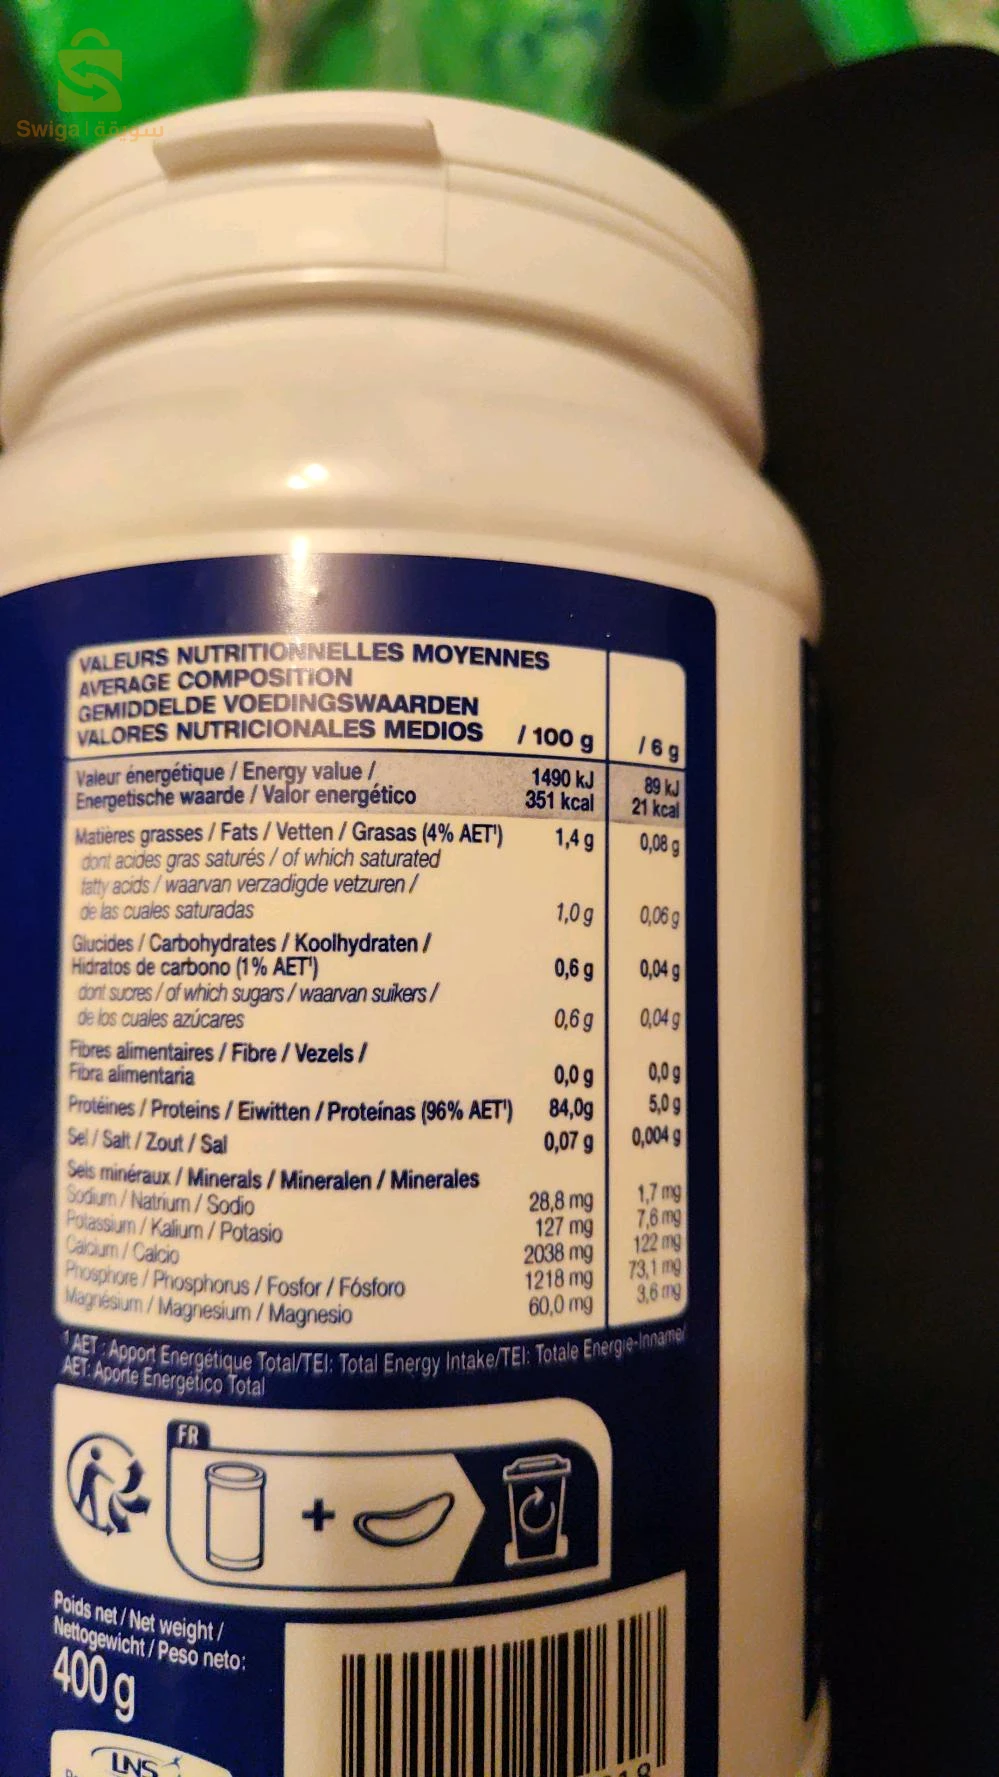 Swiga | سويقة
VALEURS NUTRITIONNELLES MOYENNES
AVERAGE COMPOSITION
GEMIDDELDE VOEDINGSWAARDEN
VALORES NUTRICIONALES MEDIOS / 100 g / 6 g
Valeur énergétique / Energy value / 1490 kJ 89 kJ
Energetische waarde / Valor energético 351 kcal 21 kcal
Matières grasses / Fats / Vetten / Grasas (4% AET¹) 1,4 g 0,08 g
dont acides gras saturés / of which saturated
fatty acids / waarvan verzadigde vetzuren /
de las cuales saturadas 1,0 g 0,06 g
Glucides / Carbohydrates / Koolhydraten /
Hidratos de carbono (1% AET¹) 0,6 g 0,04 g
dont sucres / of which sugars / waarvan suikers /
de los cuales azúcares 0,6 g 0,04 g
Fibres alimentaires / Fibre / Vezels /
Fibra alimentaria 0,0 g 0,0 g
Protéines / Proteins / Eiwitten / Proteínas (96% AET¹) 84,0g 5,0 g
Sel / Salt / Zout / Sal 0,07 g 0,004 g
Sels minéraux / Minerals / Mineralen / Minerales
Sodium / Natrium / Sodio 28,8 mg 1,7 mg
Potassium / Kalium / Potasio 127 mg 7,6 mg
Calcium / Calcio 2038 mg 122 mg
Phosphore / Phosphorus / Fosfor / Fósforo 1218 mg 73,1 mg
Magnésium / Magnesium / Magnesio 60,0 mg 3,6 mg
¹ AET : Apport Energétique Total/TEI: Total Energy Intake/TEI: Totale Energie-Inname/
AET: Aporte Energético Total
FR
+
Poids net / Net weight /
Nettogewicht / Peso neto:
400 g
LNS